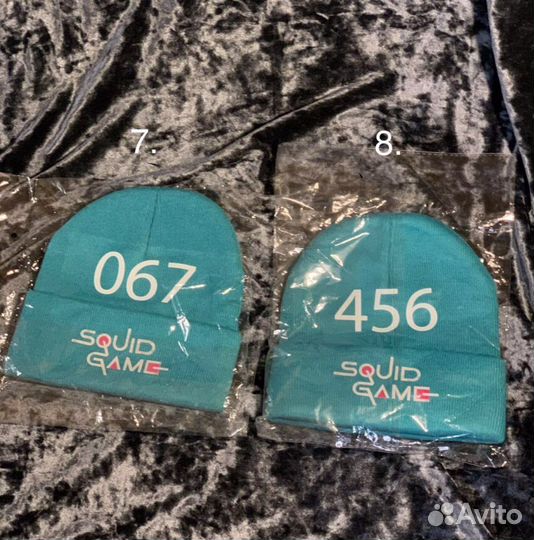 7.
8.
067
SQUID
GAME
456
SQUID
GAME
Avito